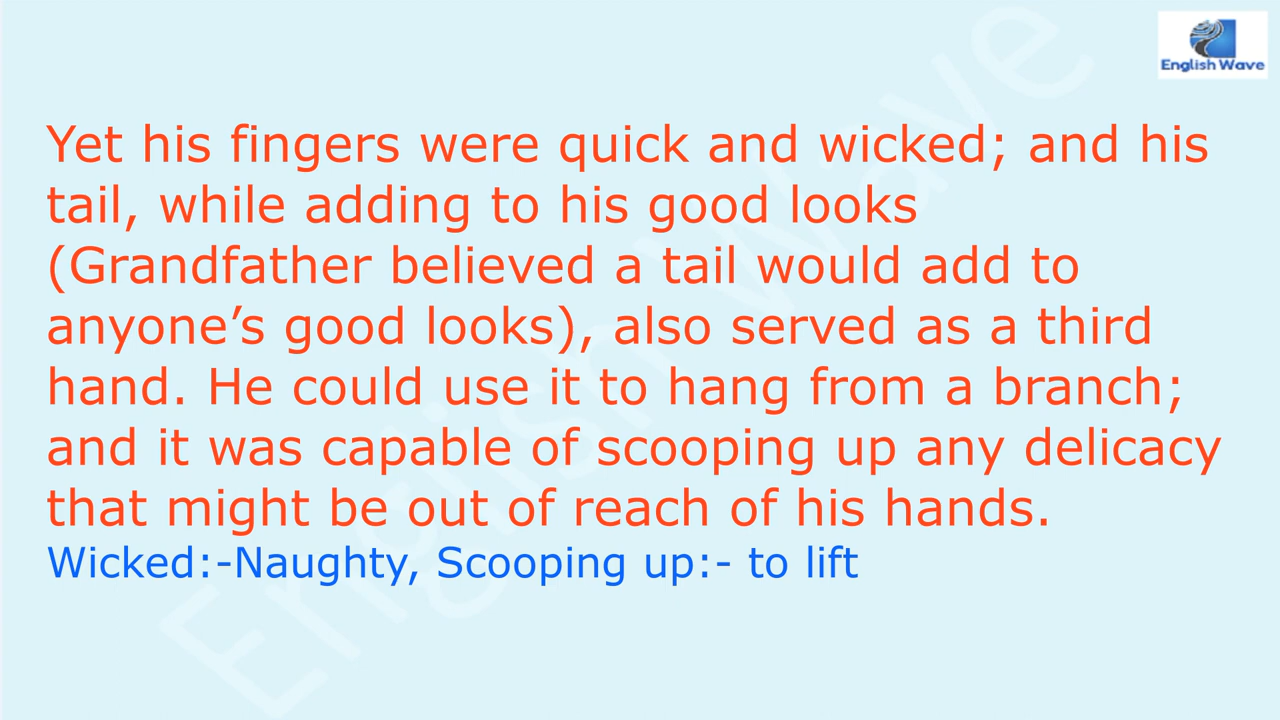 English Wave
Yet his fingers were quick and wicked; and his
tail, while adding to his good looks
(Grandfather believed a tail would add to
anyone’s good looks), also served as a third
hand. He could use it to hang from a branch;
and it was capable of scooping up any delicacy
that might be out of reach of his hands.
Wicked:-Naughty, Scooping up:- to lift
English Wave